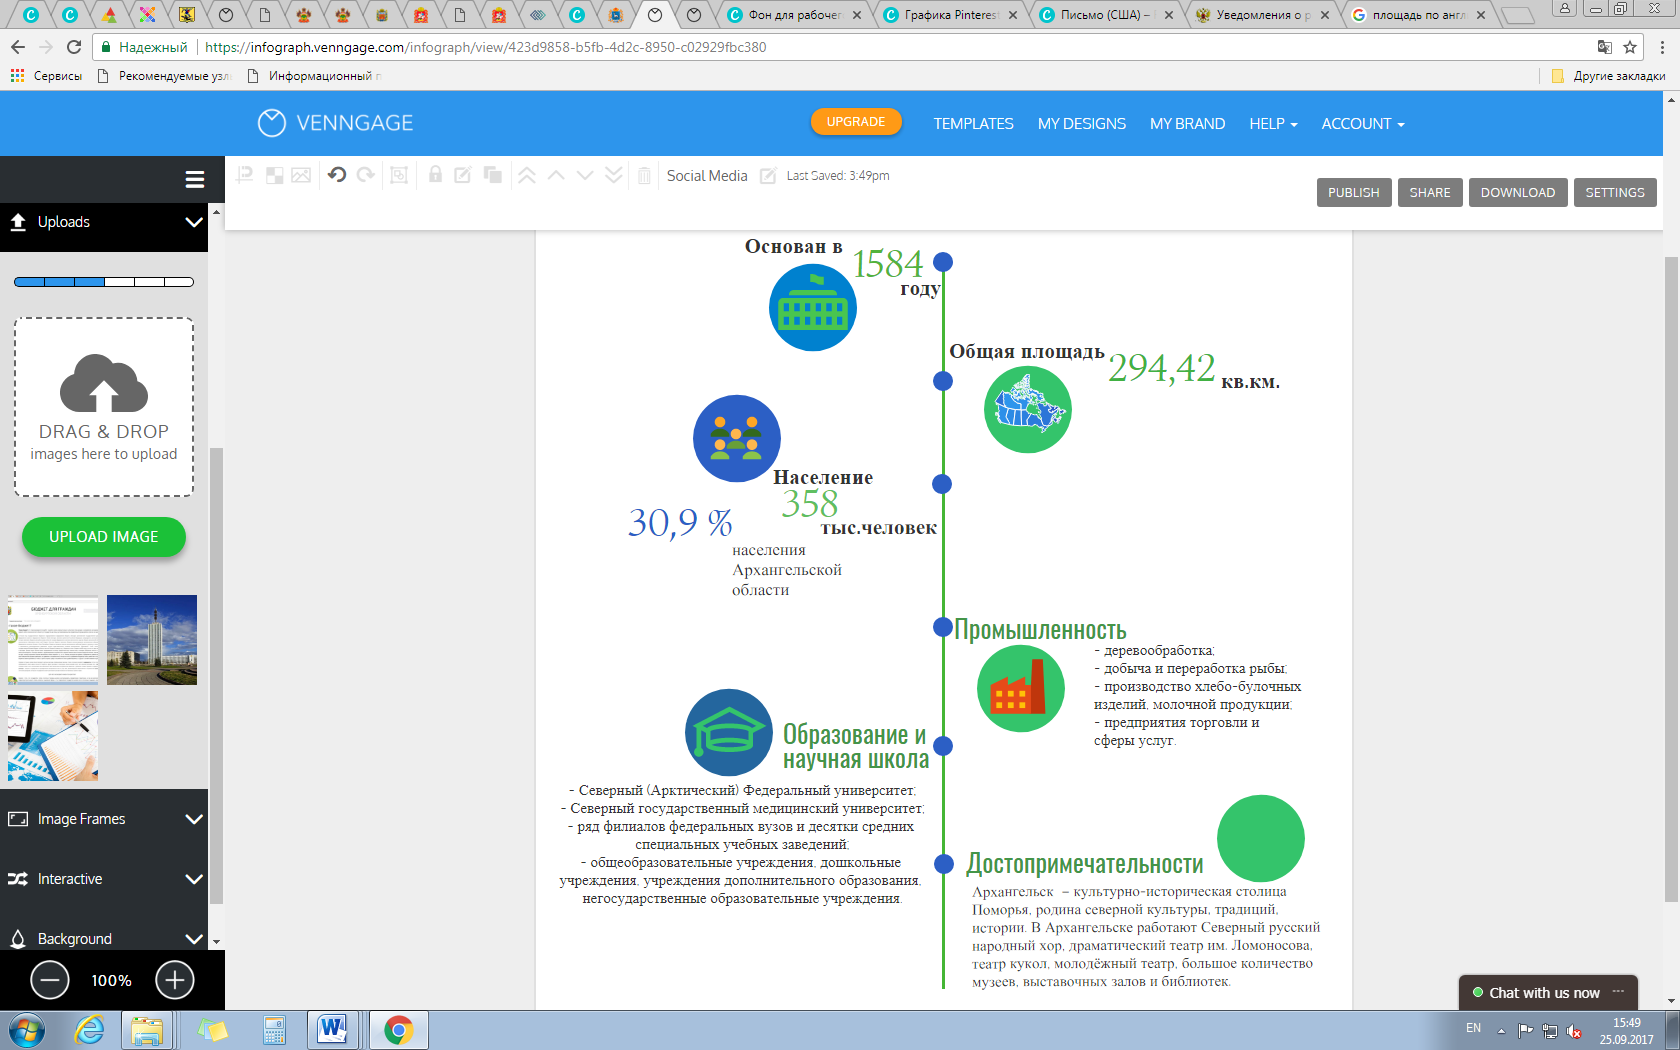 Фон для рабочег
Графика Pinteres
Письмо (США) –
Уведомления о р
площадь по англ
Надежный
https://infograph.venngage.com/infograph/view/423d9858-b5fb-4d2c-8950-c02929fbc380
Сервисы
Рекомендуемые узл
Информационный п
Другие закладки
VENNGAGE
UPGRADE
TEMPLATES
MY DESIGNS
MY BRAND
HELP
ACCOUNT
Social Media
Last Saved: 3:49pm
PUBLISH
SHARE
DOWNLOAD
SETTINGS
Uploads
DRAG & DROP
images here to upload
UPLOAD IMAGE
БЮДЖЕТ ДЛЯ ГРАЖДАН
Image Frames
Interactive
Background
100%
Основан в
1584
году
Общая площадь
294,42
кв.км.
Население
358
тыс.человек
30,9 %
населения
Архангельской
области
Промышленность
- деревообработка;
- добыча и переработка рыбы;
- производство хлебо-булочных
изделий, молочной продукции;
- предприятия торговли и
сферы услуг.
Образование и
научная школа
- Северный (Арктический) Федеральный университет;
- Северный государственный медицинский университет;
- ряд филиалов федеральных вузов и десятки средних
специальных учебных заведений;
- общеобразовательные учреждения, дошкольные
учреждения, учреждения дополнительного образования,
негосударственные образовательные учреждения.
Достопримечательности
Архангельск – культурно-историческая столица
Поморья, родина северной культуры, традиций,
истории. В Архангельске работают Северный русский
народный хор, драматический театр им. Ломоносова,
театр кукол, молодёжный театр, большое количество
музеев, выставочных залов и библиотек.
Chat with us now
EN
15:49
25.09.2017